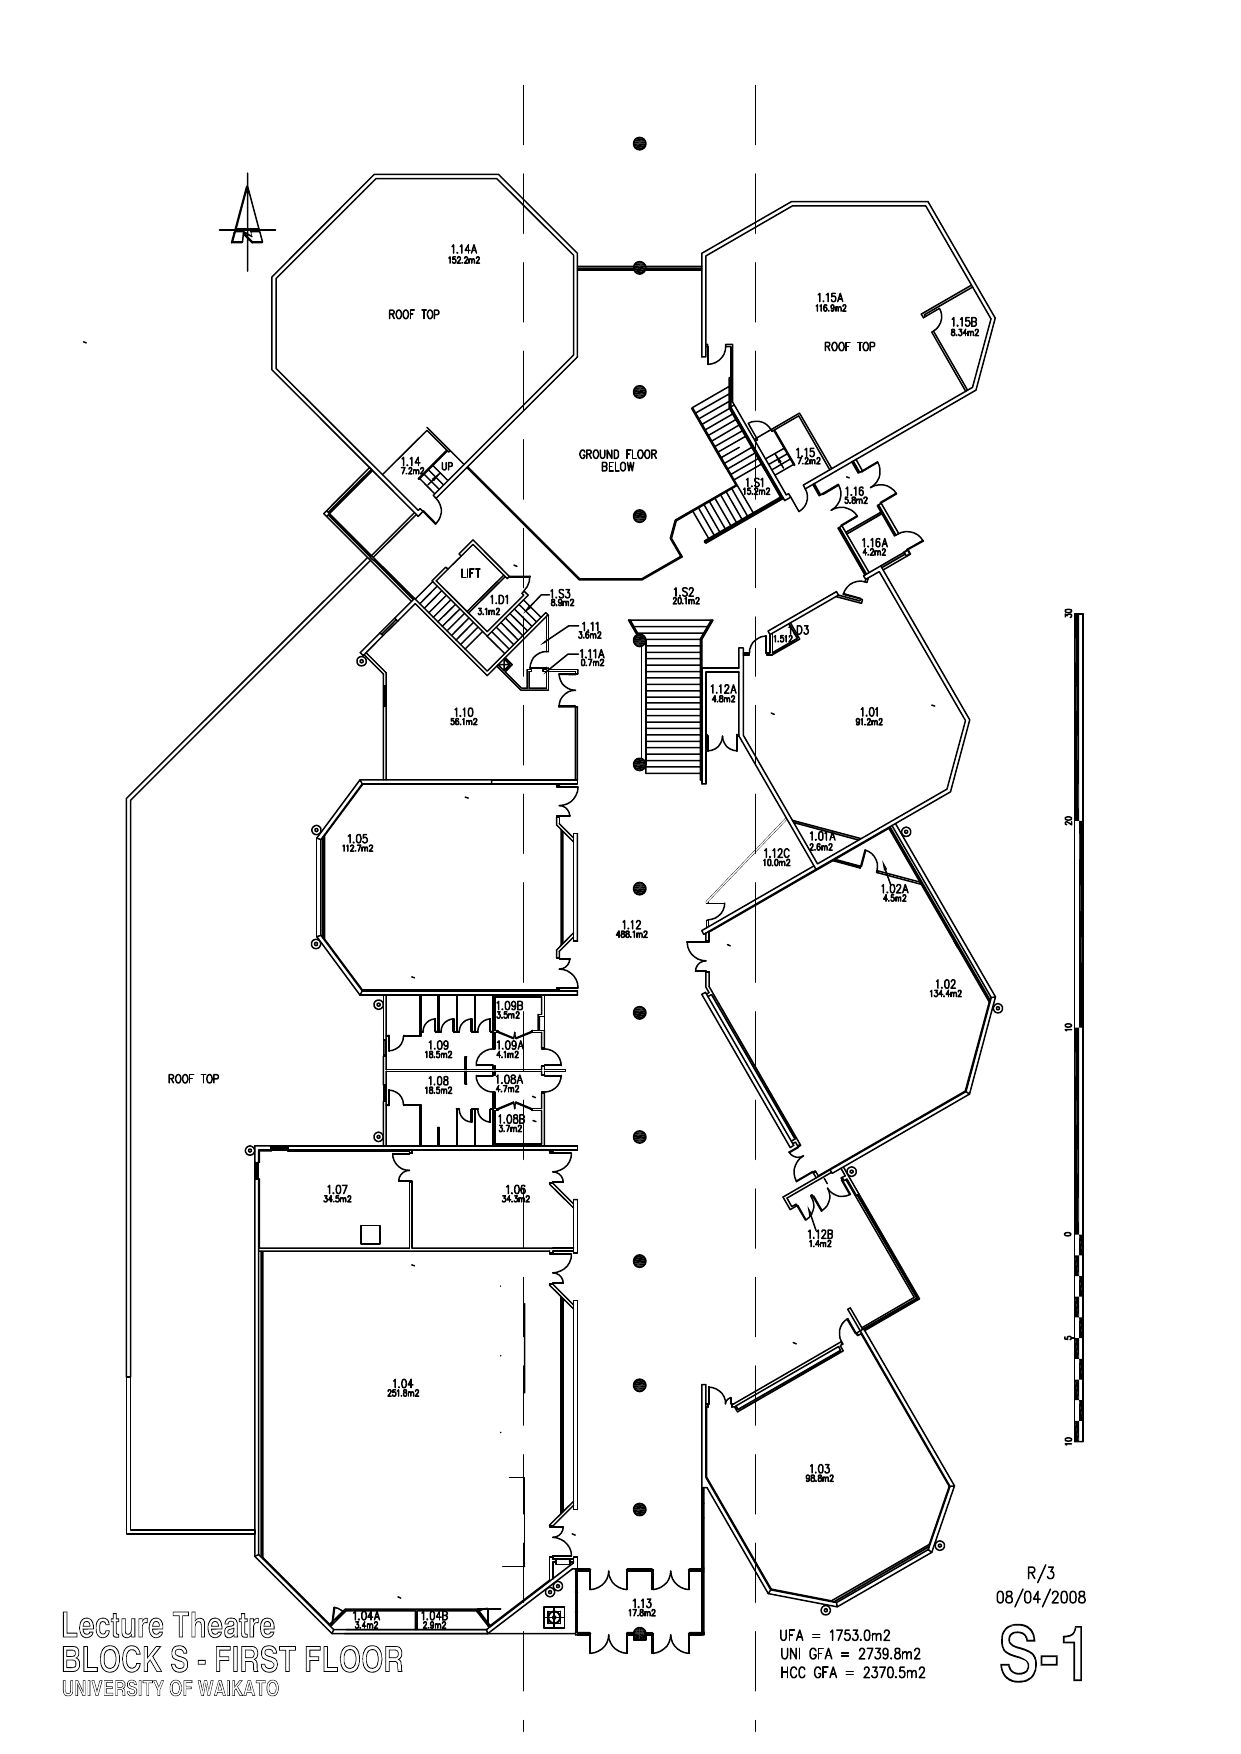 1.14A
152.2m2
ROOF TOP
1.15A
116.9m2
ROOF TOP
1.15B
8.34m2
GROUND FLOOR
BELOW
1.14
7.2m2
UP
1.15
7.2m2
1.S1
15.2m2
1.16
5.8m2
1.16A
4.2m2
LIFT
1.D1
3.1m2
1.S3
8.9m2
1.S2
20.1m2
1.11
3.6m2
1.11A
0.7m2
1.D3
1.10
56.1m2
1.12A
4.8m2
1.01
91.2m2
1.05
112.7m2
1.01A
2.6m2
1.12C
10.0m2
1.02A
4.5m2
1.12
488.1m2
1.02
134.4m2
1.09B
3.5m2
1.09
18.5m2
1.09A
4.1m2
1.08
18.5m2
1.08A
4.7m2
1.08B
3.7m2
ROOF TOP
1.07
34.5m2
1.06
34.3m2
1.12B
1.4m2
1.04
251.8m2
1.03
98.8m2
1.04A
3.4m2
1.04B
2.9m2
1.13
17.8m2
30
20
10
0
5
10
R/3
08/04/2008
S-1
UFA = 1753.0m2
UNI GFA = 2739.8m2
HCC GFA = 2370.5m2
Lecture Theatre
BLOCK S - FIRST FLOOR
UNIVERSITY OF WAIKATO